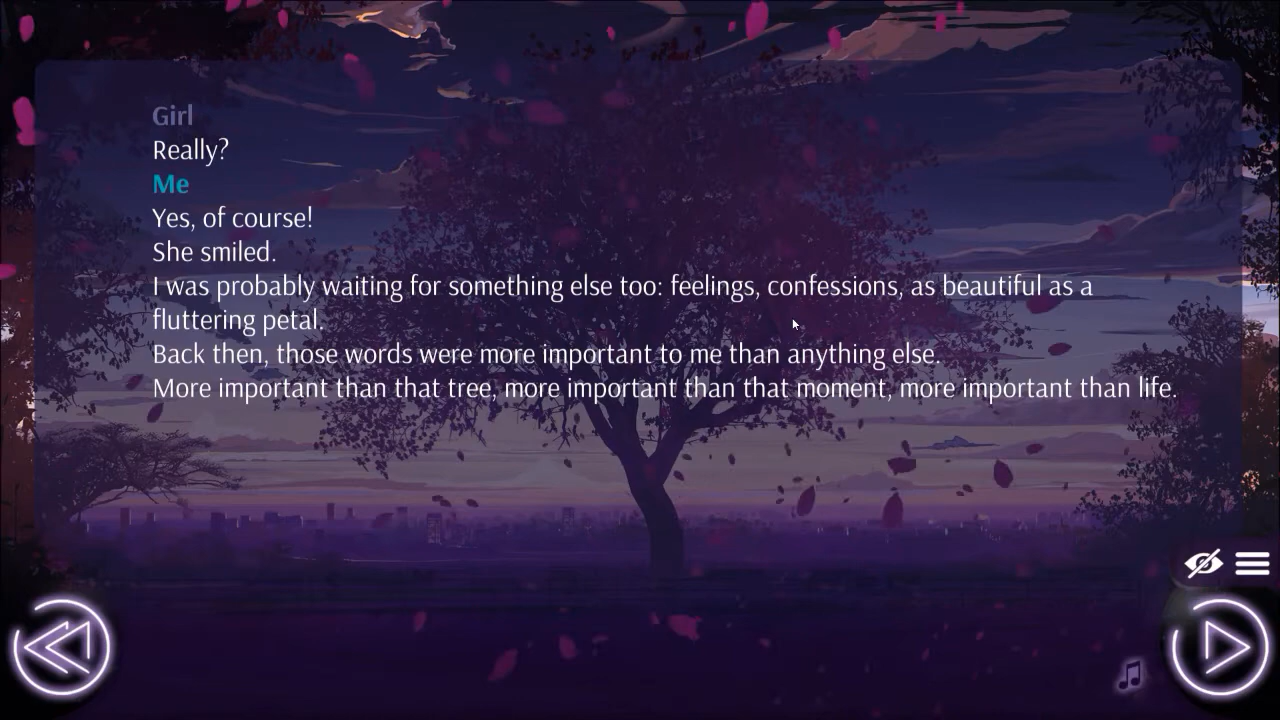 Girl
Really?
Me
Yes, of course!
She smiled.
I was probably waiting for something else too: feelings, confessions, as beautiful as a
fluttering petal.
Back then, those words were more important to me than anything else.
More important than that tree, more important than that moment, more important than life.